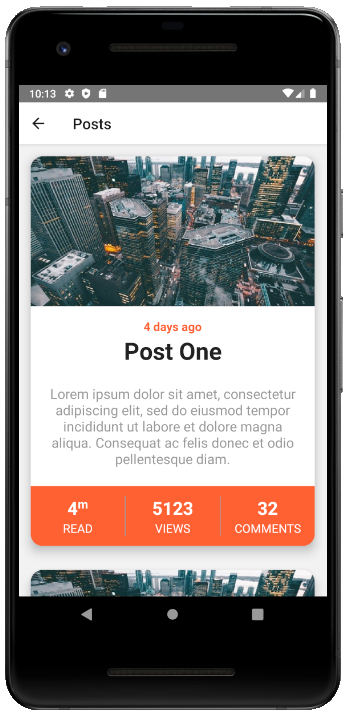 10:13
Posts
4 days ago
Post One
Lorem ipsum dolor sit amet, consectetur
adipiscing elit, sed do eiusmod tempor
incididunt ut labore et dolore magna
aliqua. Consequat ac felis donec et odio
pellentesque diam.
4ᵐ 5123 32
READ VIEWS COMMENTS